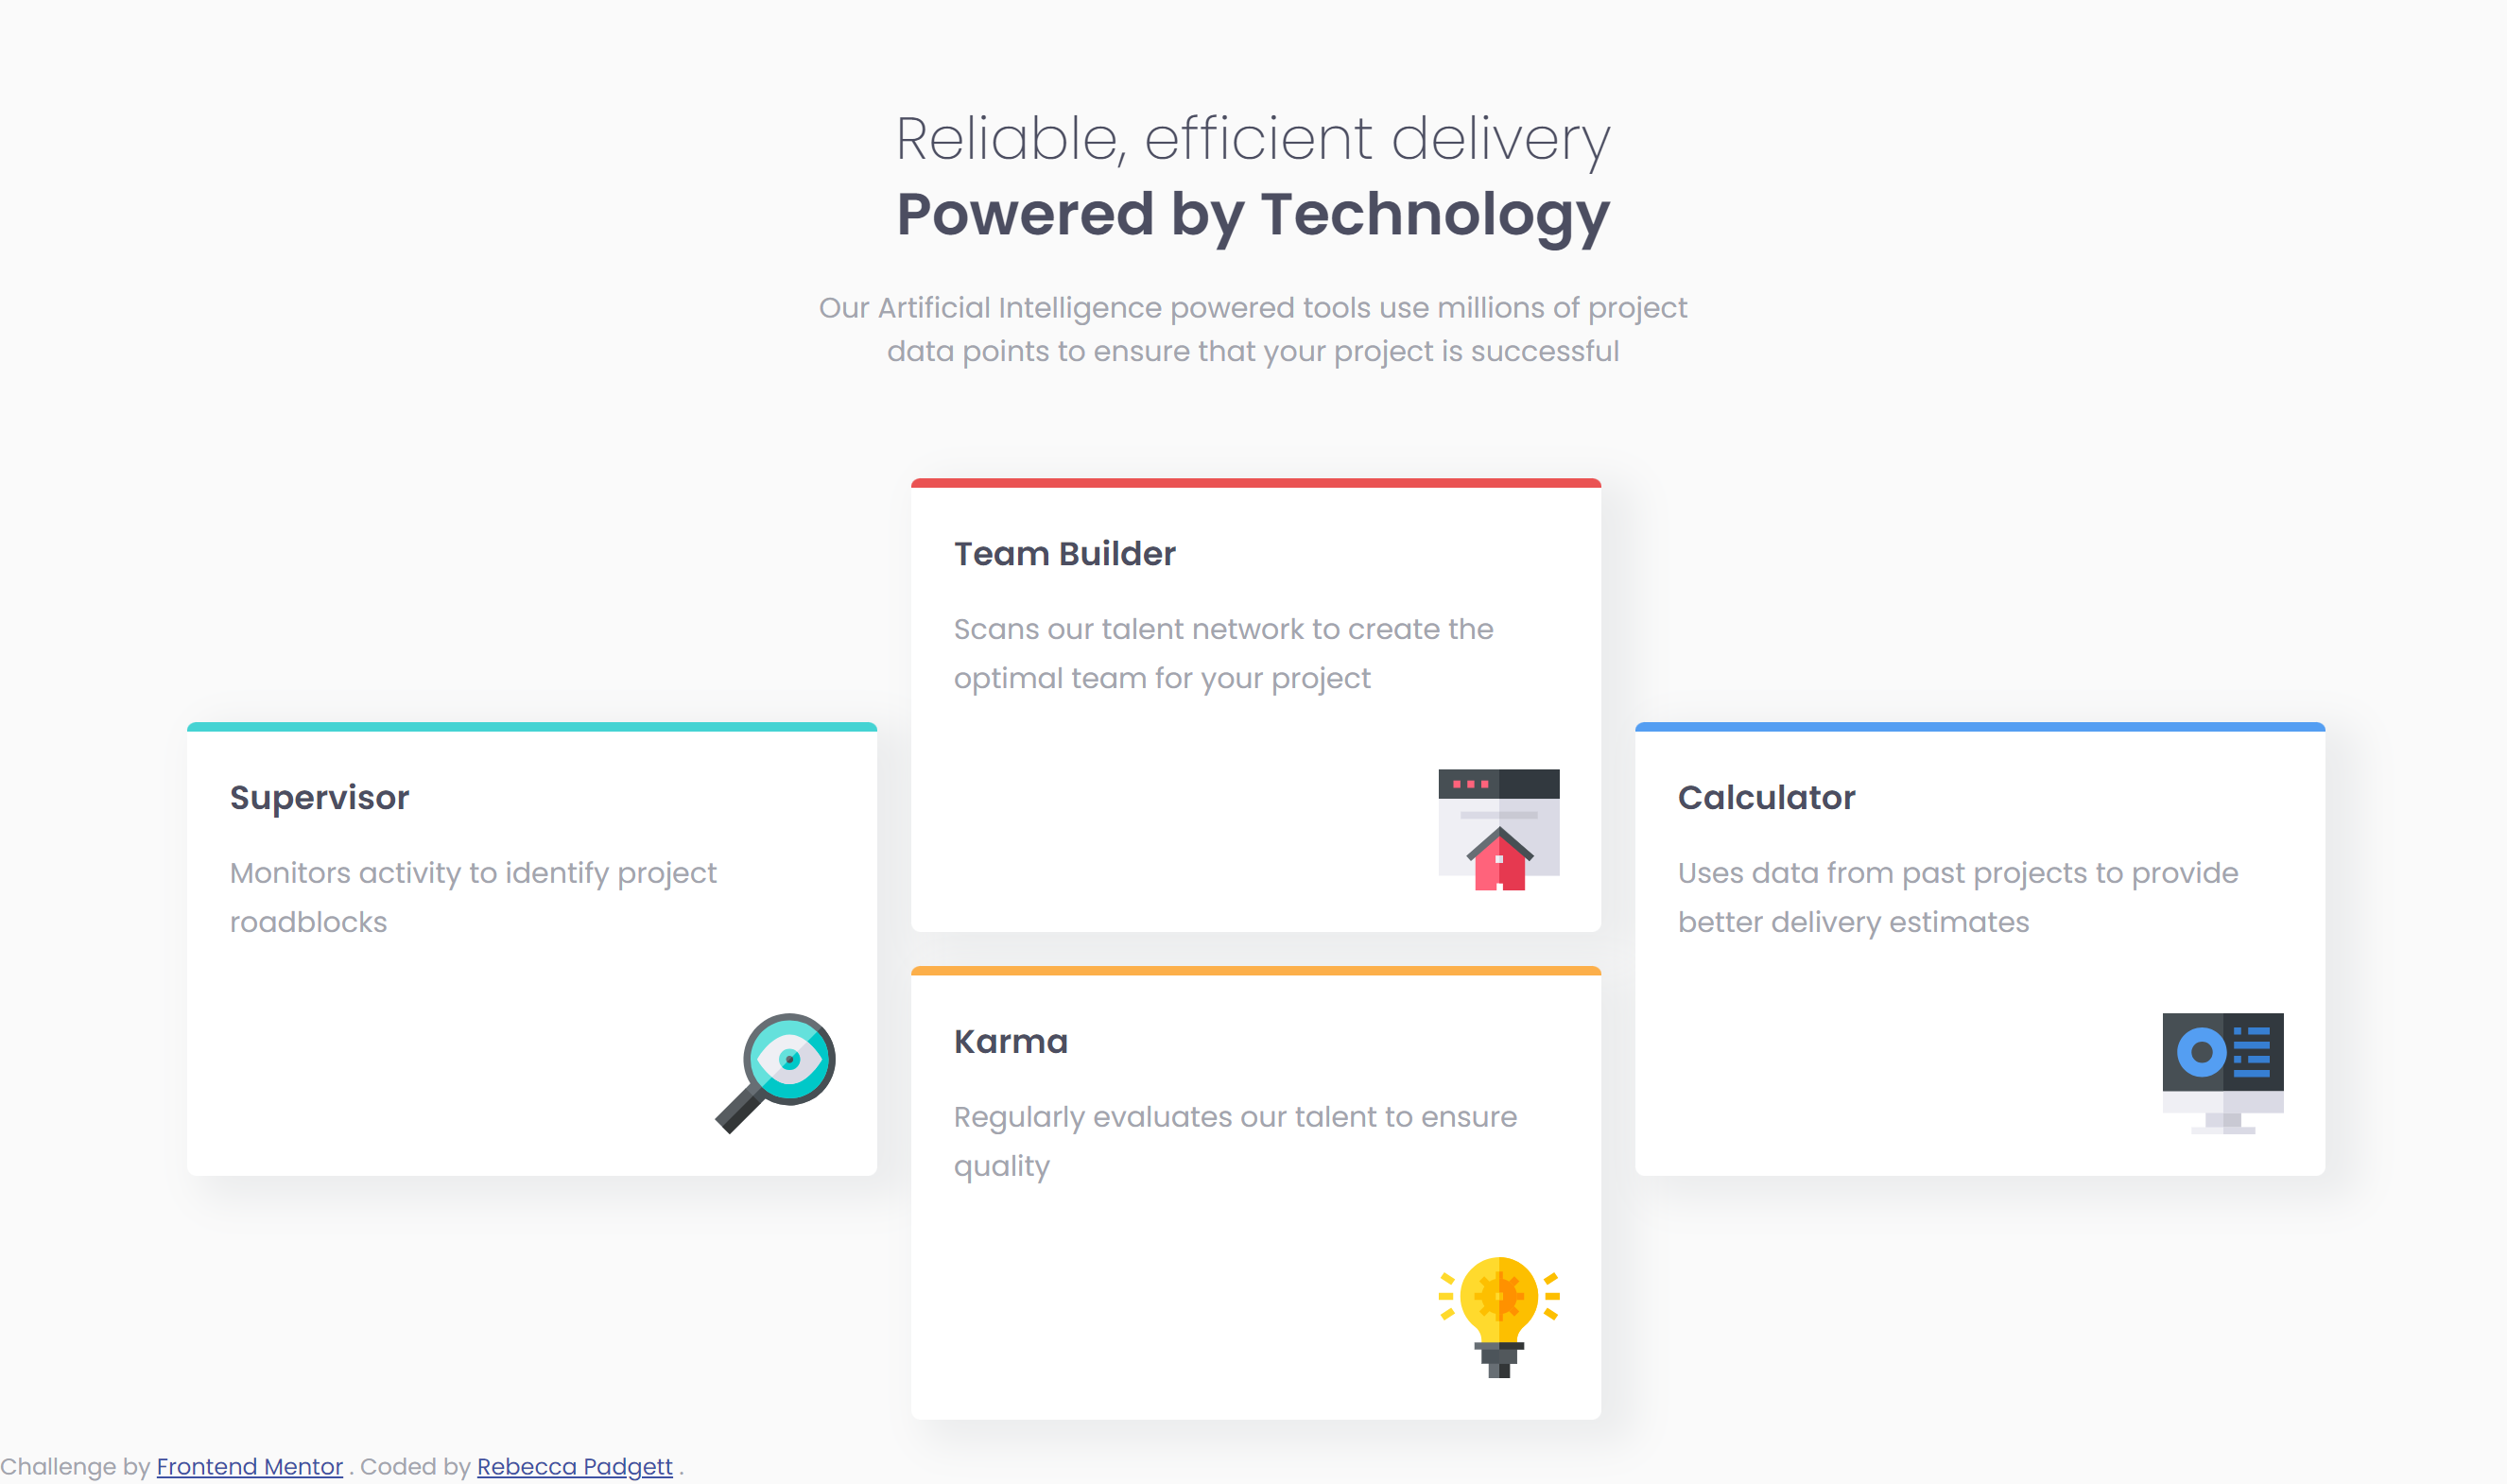 Reliable, efficient delivery
Powered by Technology
Our Artificial Intelligence powered tools use millions of project
data points to ensure that your project is successful
Supervisor
Monitors activity to identify project
roadblocks
Team Builder
Scans our talent network to create the
optimal team for your project
Karma
Regularly evaluates our talent to ensure
quality
Calculator
Uses data from past projects to provide
better delivery estimates
Challenge by Frontend Mentor . Coded by Rebecca Padgett .